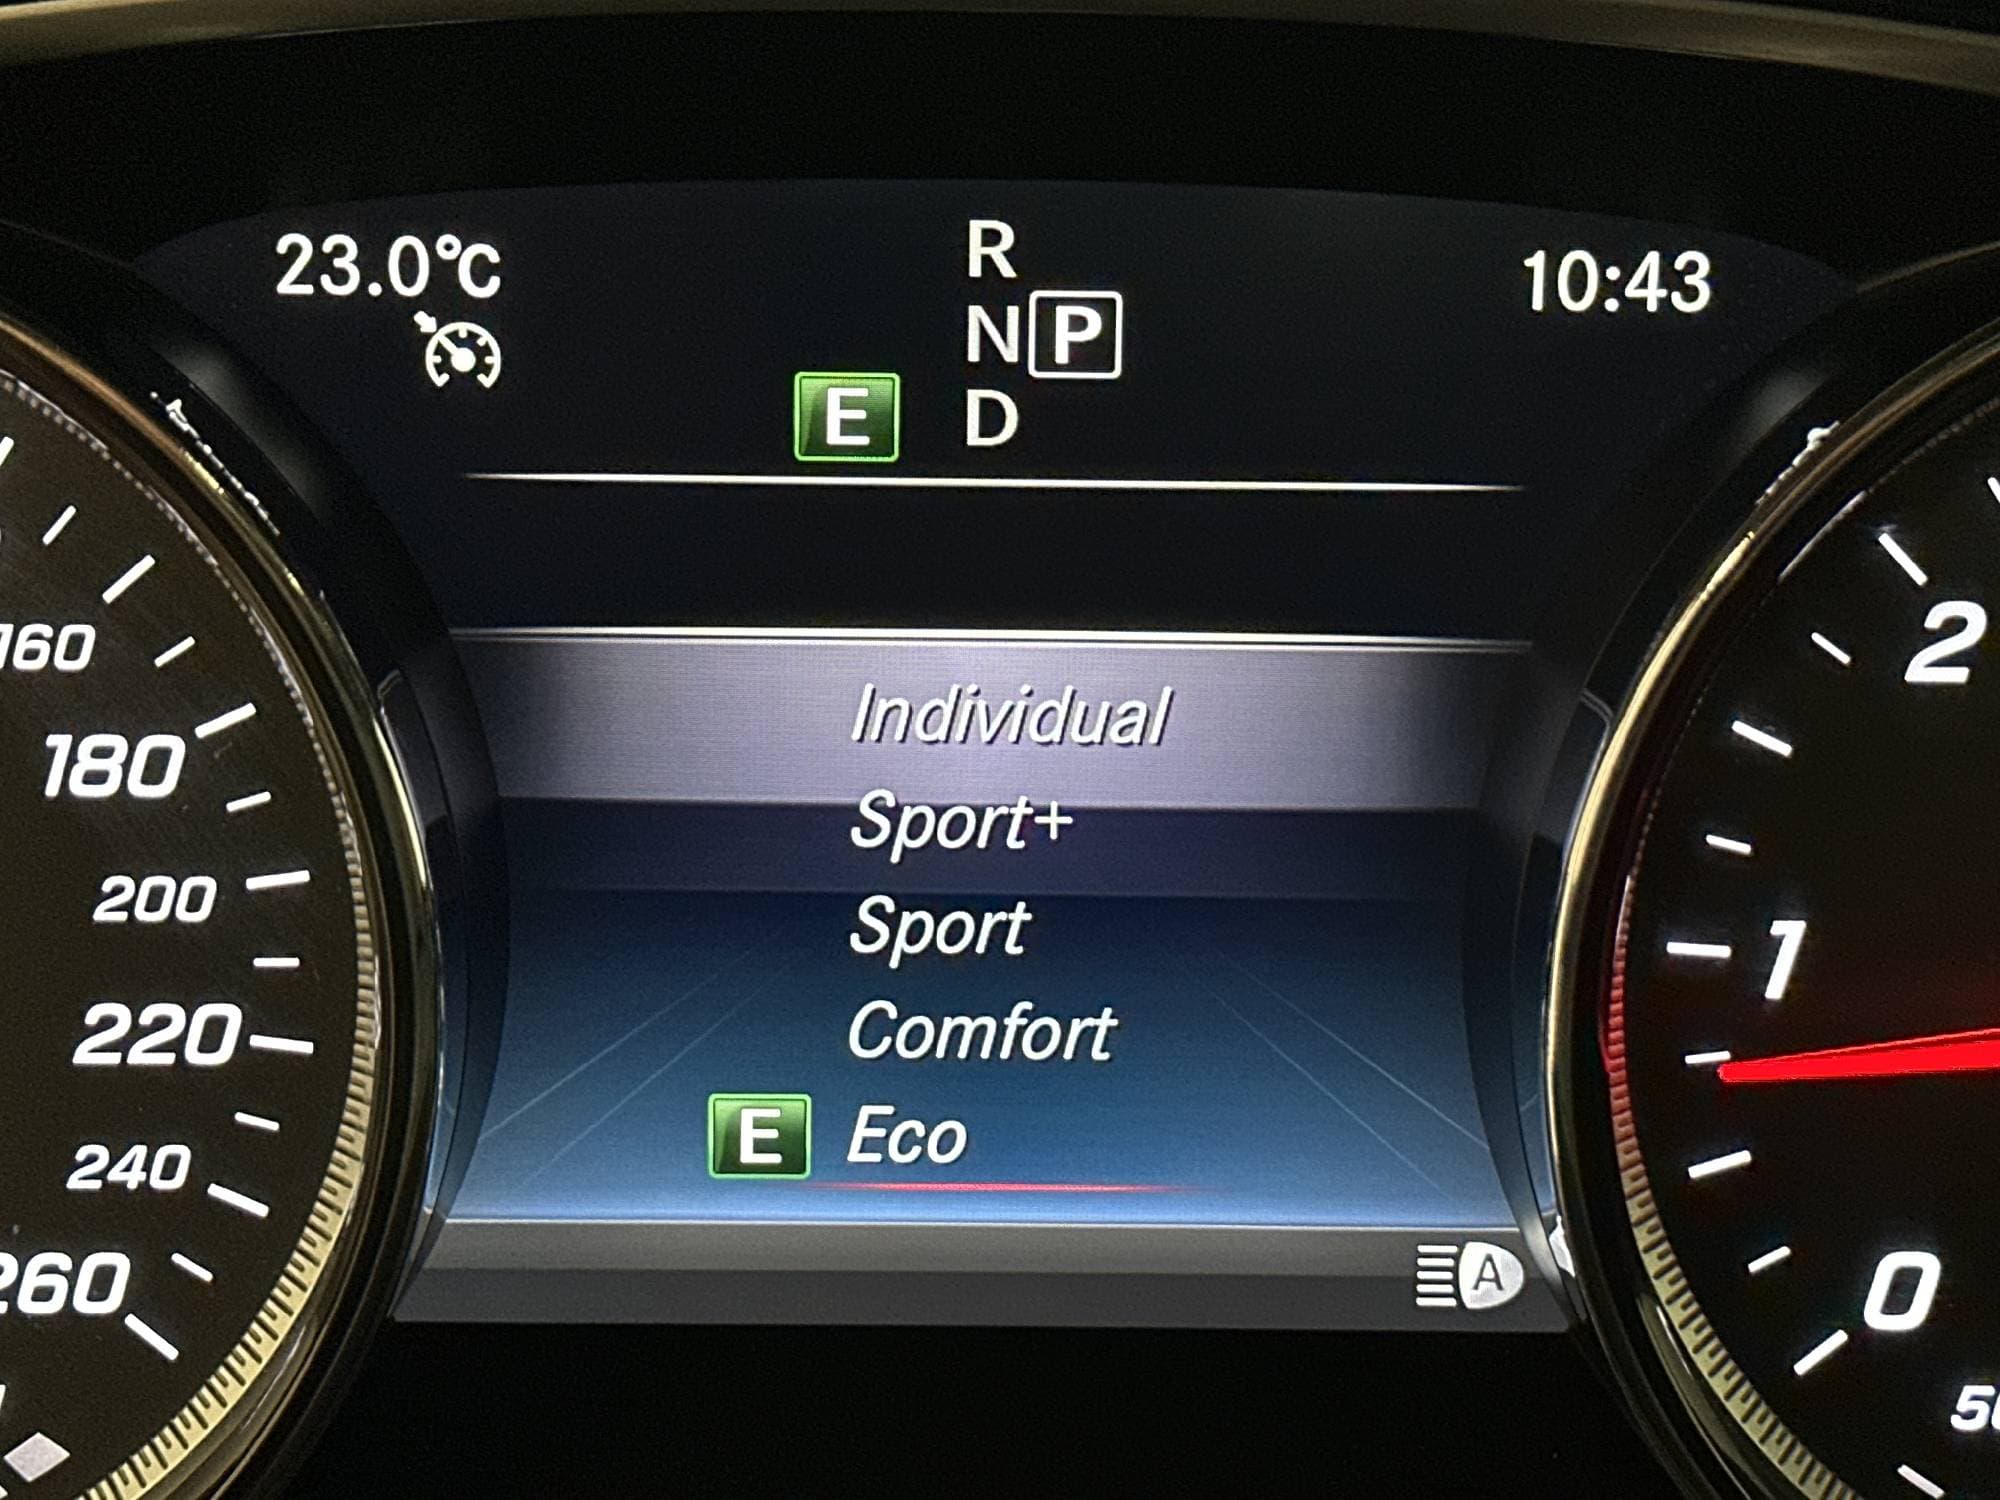 23.0°C
R
N P
E D
10:43
Individual
Sport+
Sport
Comfort
E Eco
A
160
180
200
220
240
260
2
1
0